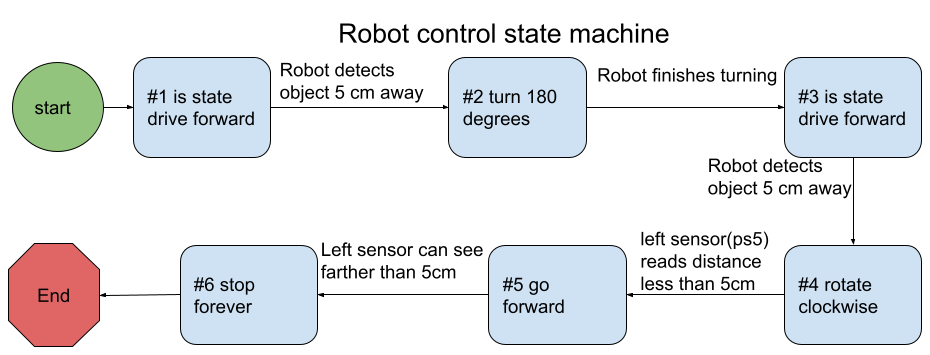 Robot control state machine
start
#1 is state
drive forward
Robot detects
object 5 cm away
#2 turn 180
degrees
Robot finishes turning
#3 is state
drive forward
Robot detects
object 5 cm away
#4 rotate
clockwise
left sensor(ps5)
reads distance
less than 5cm
#5 go
forward
Left sensor can see
farther than 5cm
#6 stop
forever
End